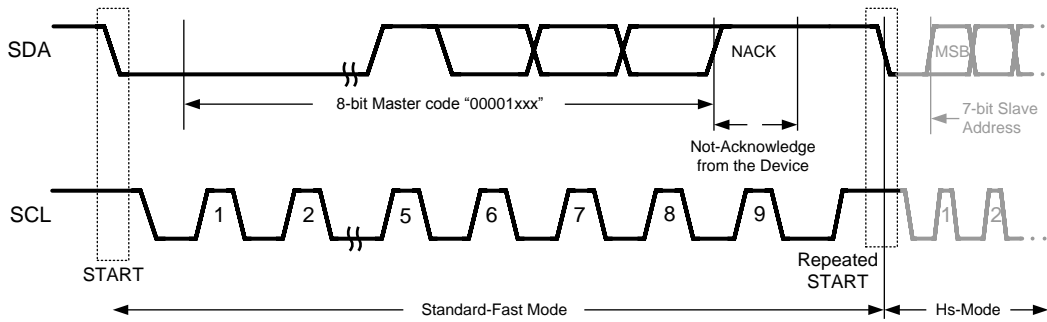 SDA
NACK
MSB
8-bit Master code “00001xxx”
7-bit Slave
Address
Not-Acknowledge
from the Device
SCL
1
2
5
6
7
8
9
1
2
START
Repeated
START
Standard-Fast Mode
Hs-Mode